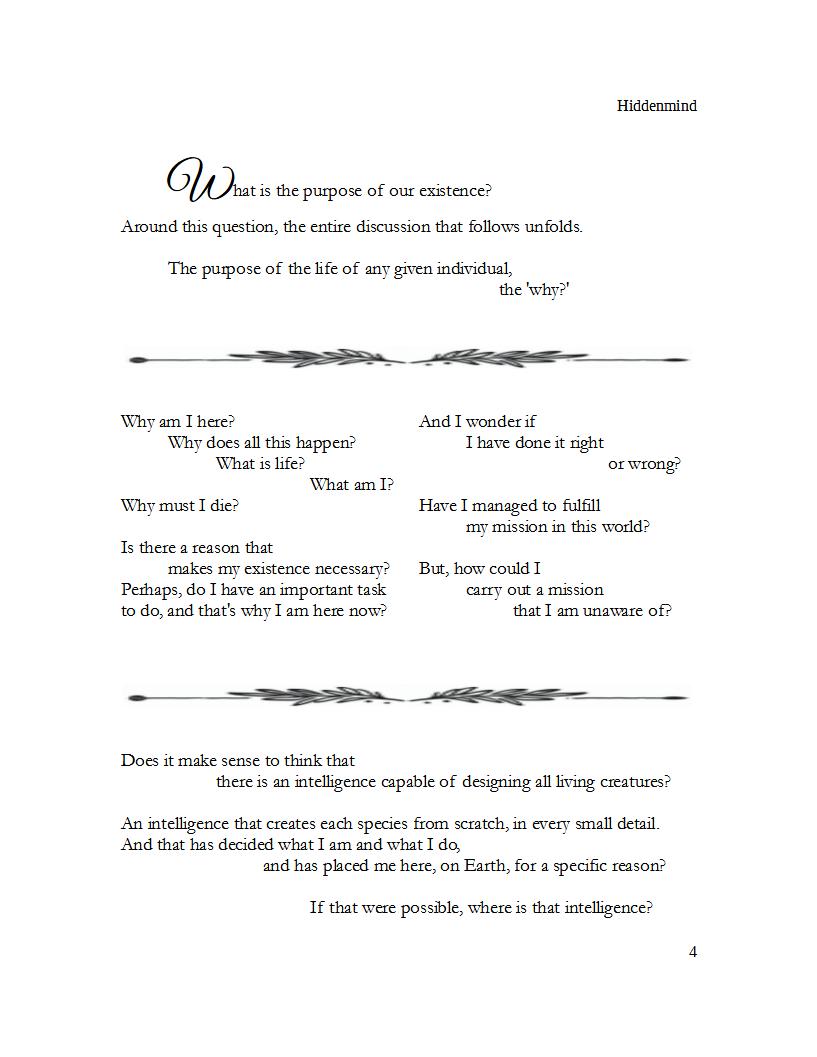 Hiddenmind
What is the purpose of our existence?
Around this question, the entire discussion that follows unfolds.
The purpose of the life of any given individual,
the 'why?'
Why am I here?
Why does all this happen?
What is life?
What am I?
Why must I die?
Is there a reason that
makes my existence necessary?
Perhaps, do I have an important task
to do, and that's why I am here now?
And I wonder if
I have done it right
or wrong?
Have I managed to fulfill
my mission in this world?
But, how could I
carry out a mission
that I am unaware of?
Does it make sense to think that
there is an intelligence capable of designing all living creatures?
An intelligence that creates each species from scratch, in every small detail.
And that has decided what I am and what I do,
and has placed me here, on Earth, for a specific reason?
If that were possible, where is that intelligence?
4